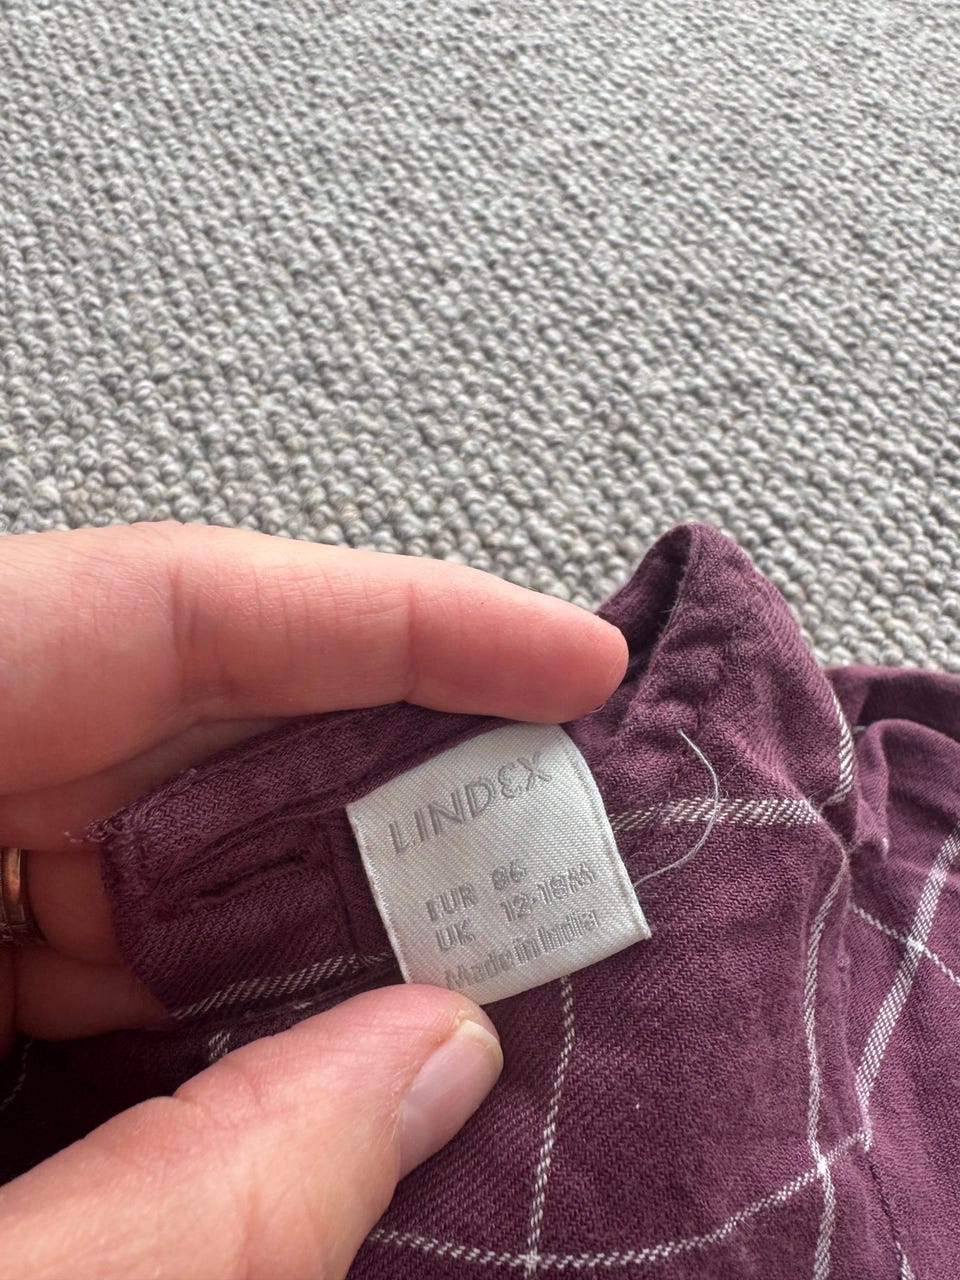 LINDEX
EUR 86
UK 12-18M
Made in India